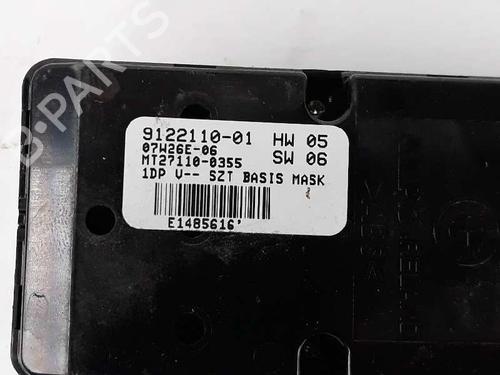 B-PARTS
9122110-01 HW 05
07W26E-06 SW 06
MT27110-0355
1DP V-- SZT BASIS MASK
E1485616'